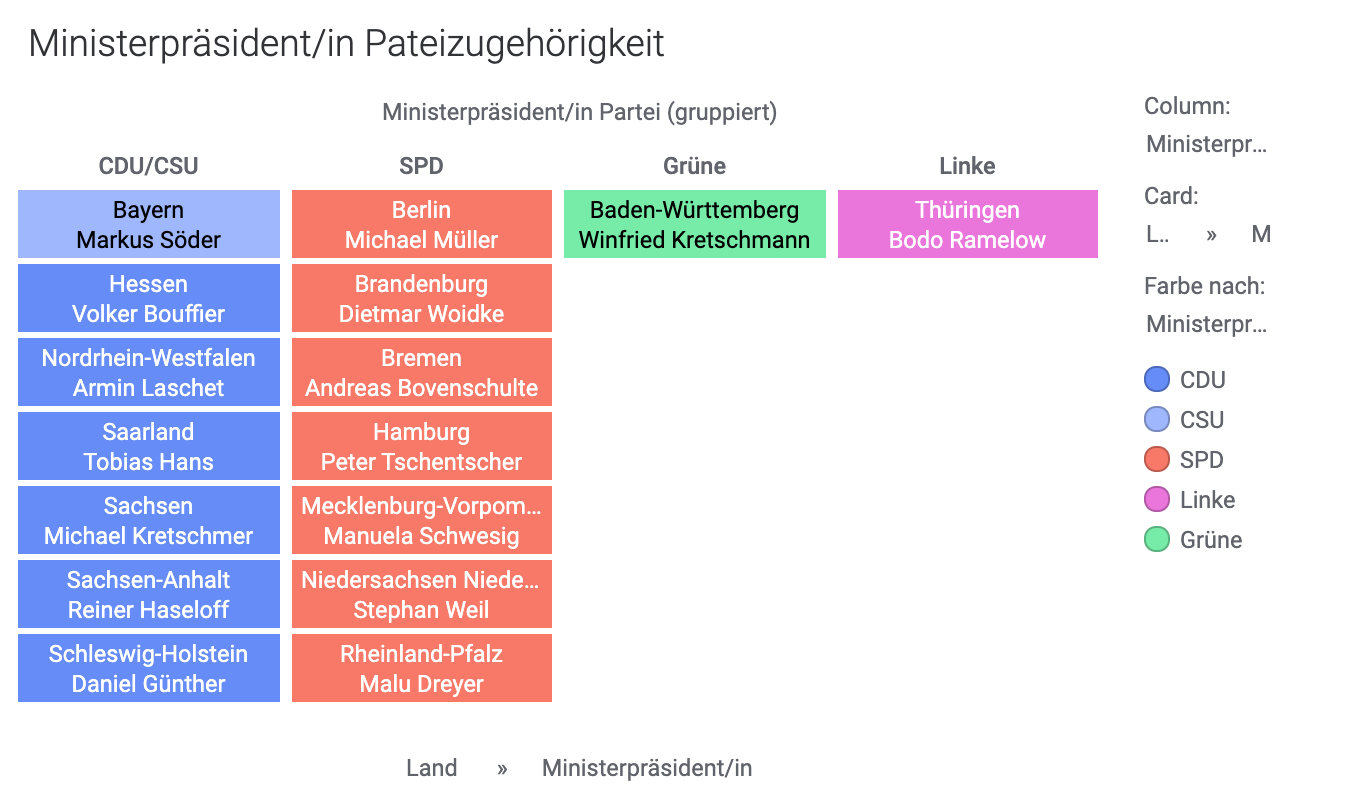 Ministerpräsident/in Pateizugehörigkeit
Ministerpräsident/in Partei (gruppiert)
CDU/CSU
SPD
Grüne
Linke
Bayern
Markus Söder
Berlin
Michael Müller
Baden-Württemberg
Winfried Kretschmann
Thüringen
Bodo Ramelow
Hessen
Volker Bouffier
Brandenburg
Dietmar Woidke
Nordrhein-Westfalen
Armin Laschet
Bremen
Andreas Bovenschulte
Saarland
Tobias Hans
Hamburg
Peter Tschentscher
Sachsen
Michael Kretschmer
Mecklenburg-Vorpom...
Manuela Schwesig
Sachsen-Anhalt
Reiner Haseloff
Niedersachsen Niede...
Stephan Weil
Schleswig-Holstein
Daniel Günther
Rheinland-Pfalz
Malu Dreyer
Land » Ministerpräsident/in
Column:
Ministerpr...
Card:
L.. » M
Farbe nach:
Ministerpr...
CDU
CSU
SPD
Linke
Grüne